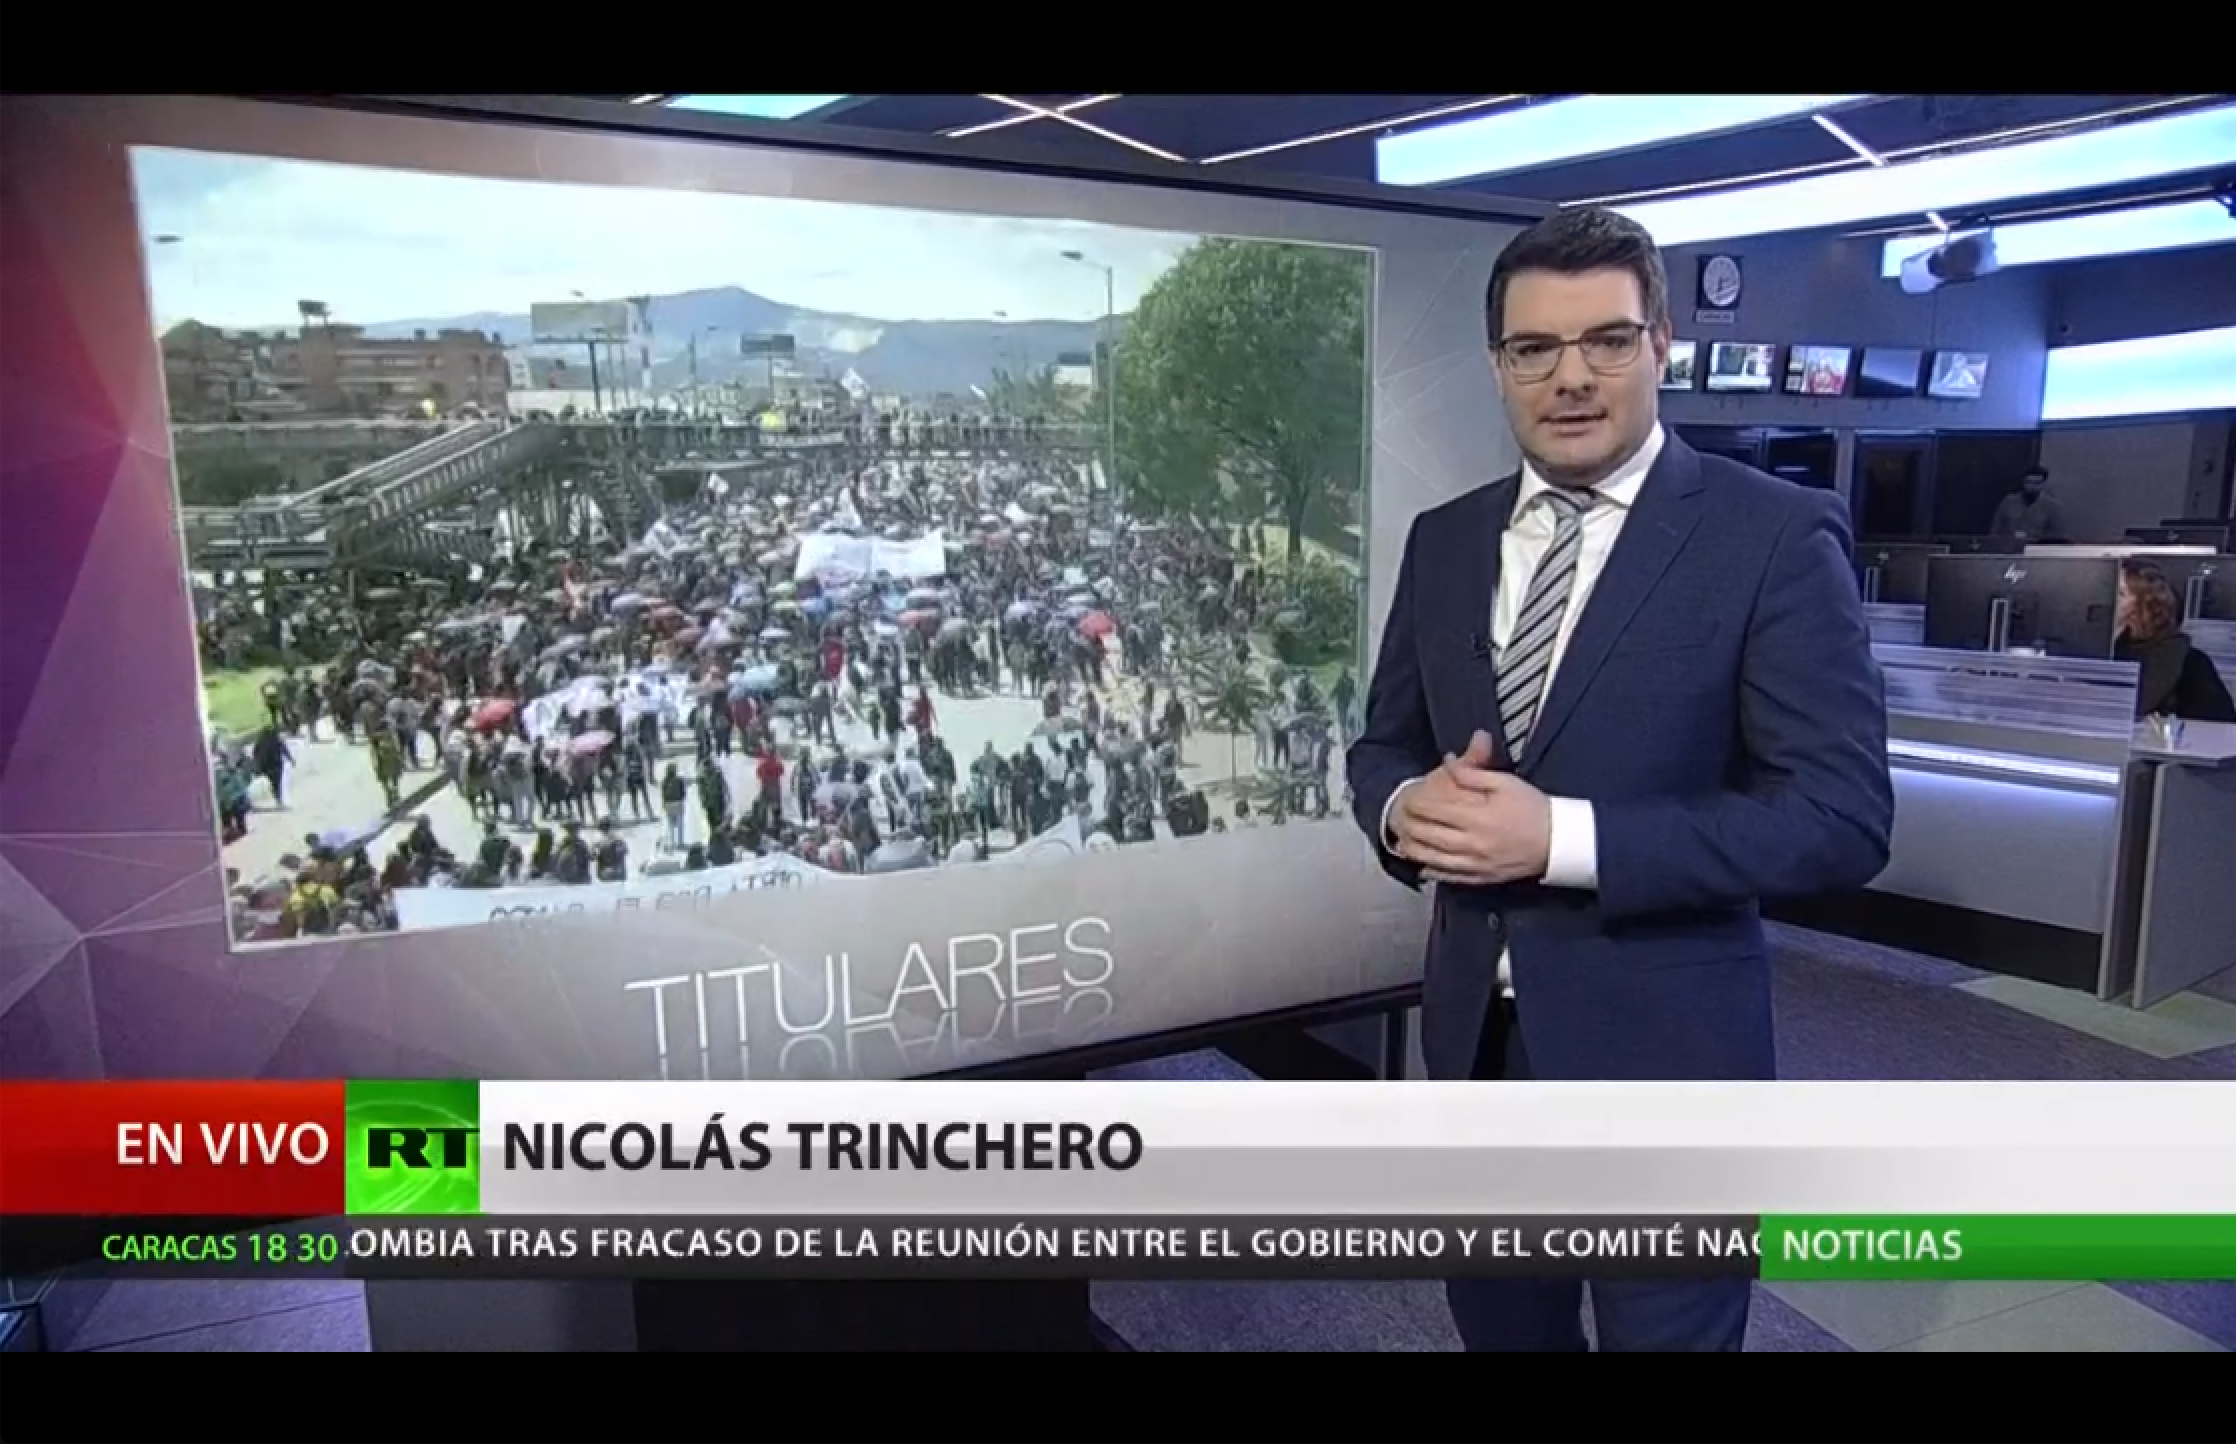 TITULARES
EN VIVO
RT
NICOLÁS TRINCHERO
CARACAS 18 30
OMBIA TRAS FRACASO DE LA REUNIÓN ENTRE EL GOBIERNO Y EL COMITÉ
NOTICIAS